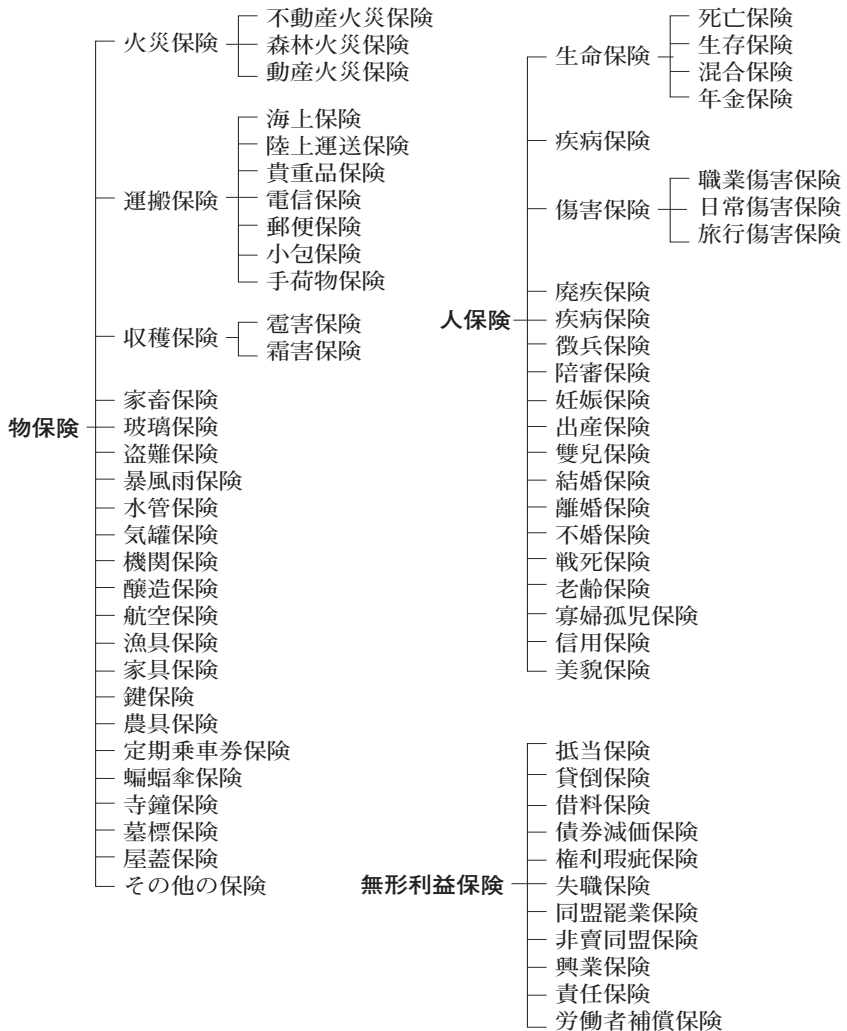 物保険
火災保険
不動産火災保険
森林火災保険
動産火災保険
運搬保険
海上保険
陸上運送保険
貴重品保険
電信保険
郵便保険
小包保険
手荷物保険
収穫保険
雹害保険
霜害保険
家畜保険
玻璃保険
盗難保険
暴風雨保険
水管保険
気罐保険
機関保険
醸造保険
航空保険
漁具保険
家具保険
鍵保険
農具保険
定期乗車券保険
蝙蝠傘保険
寺鐘保険
墓標保険
屋蓋保険
その他の保険
人保険
生命保険
死亡保険
生存保険
混合保険
年金保険
疾病保険
傷害保険
職業傷害保険
日常傷害保険
旅行傷害保険
廃疾保険
疾病保険
徴兵保険
陪審保険
妊娠保険
出産保険
雙兒保険
結婚保険
離婚保険
不婚保険
戦死保険
老齢保険
寡婦孤児保険
信用保険
美貌保険
無形利益保険
抵当保険
貸倒保険
借料保険
債券減価保険
権利瑕疵保険
失職保険
同盟罷業保険
非賣同盟保険
興業保険
責任保険
労働者補償保険